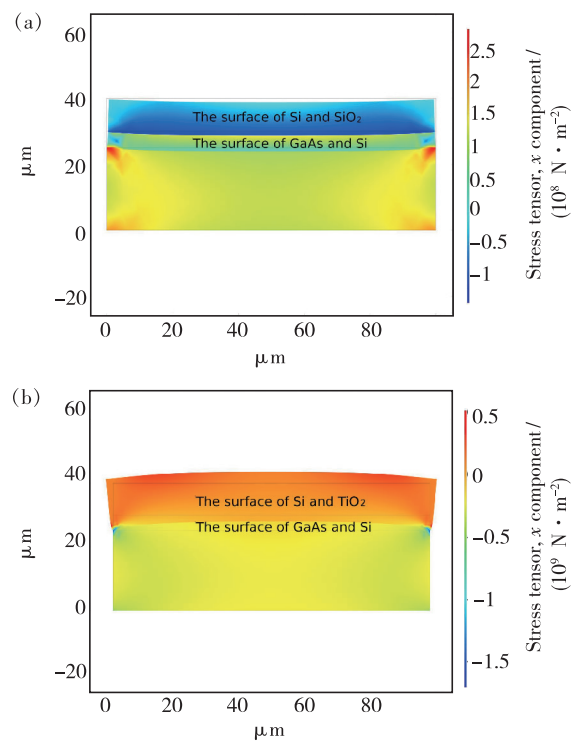 (a)
60
40
20
0
−20
μm
The surface of Si and SiO₂
The surface of GaAs and Si
0 20 40 60 80
μm
2.5
2
1.5
1
0.5
0
−0.5
−1
Stress tensor, x component/
(10⁸ N·m⁻²)
(b)
60
40
20
0
−20
μm
The surface of Si and TiO₂
The surface of GaAs and Si
0 20 40 60 80
μm
0.5
0
−0.5
−1
−1.5
Stress tensor, x component/
(10⁹ N·m⁻²)